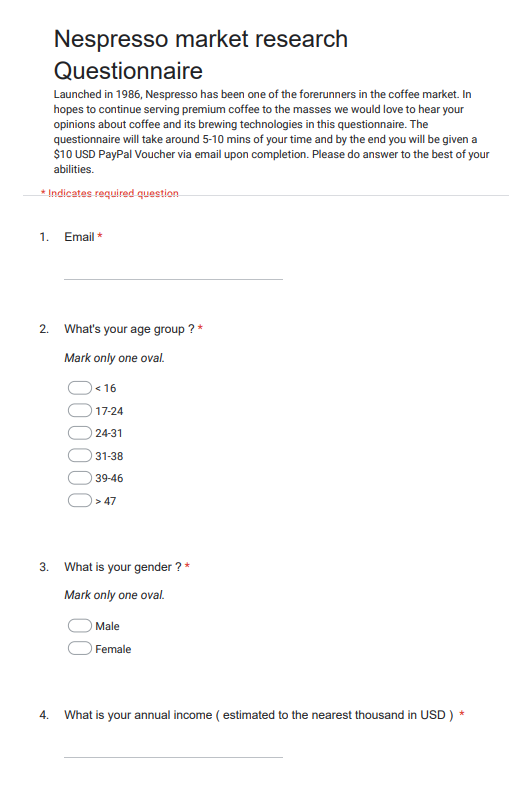 Nespresso market research
Questionnaire
Launched in 1986, Nespresso has been one of the forerunners in the coffee market. In
hopes to continue serving premium coffee to the masses we would love to hear your
opinions about coffee and its brewing technologies in this questionnaire. The
questionnaire will take around 5-10 mins of your time and by the end you will be given a
$10 USD PayPal Voucher via email upon completion. Please do answer to the best of your
abilities.
* Indicates required question
1. Email *
2. What's your age group ? *
Mark only one oval.
< 16
17-24
24-31
31-38
39-46
> 47
3. What is your gender ? *
Mark only one oval.
Male
Female
4. What is your annual income ( estimated to the nearest thousand in USD ) *